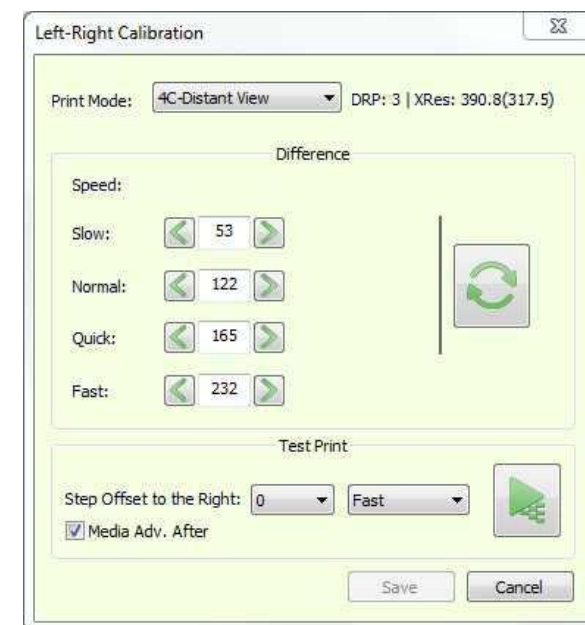 Left-Right Calibration
Print Mode: 4C-Distant View DRP: 3 | XRes: 390.8(317.5)
Difference
Speed:
Slow: 53
Normal: 122
Quick: 165
Fast: 232
Test Print
Step Offset to the Right: 0 Fast
Media Adv. After
Save Cancel